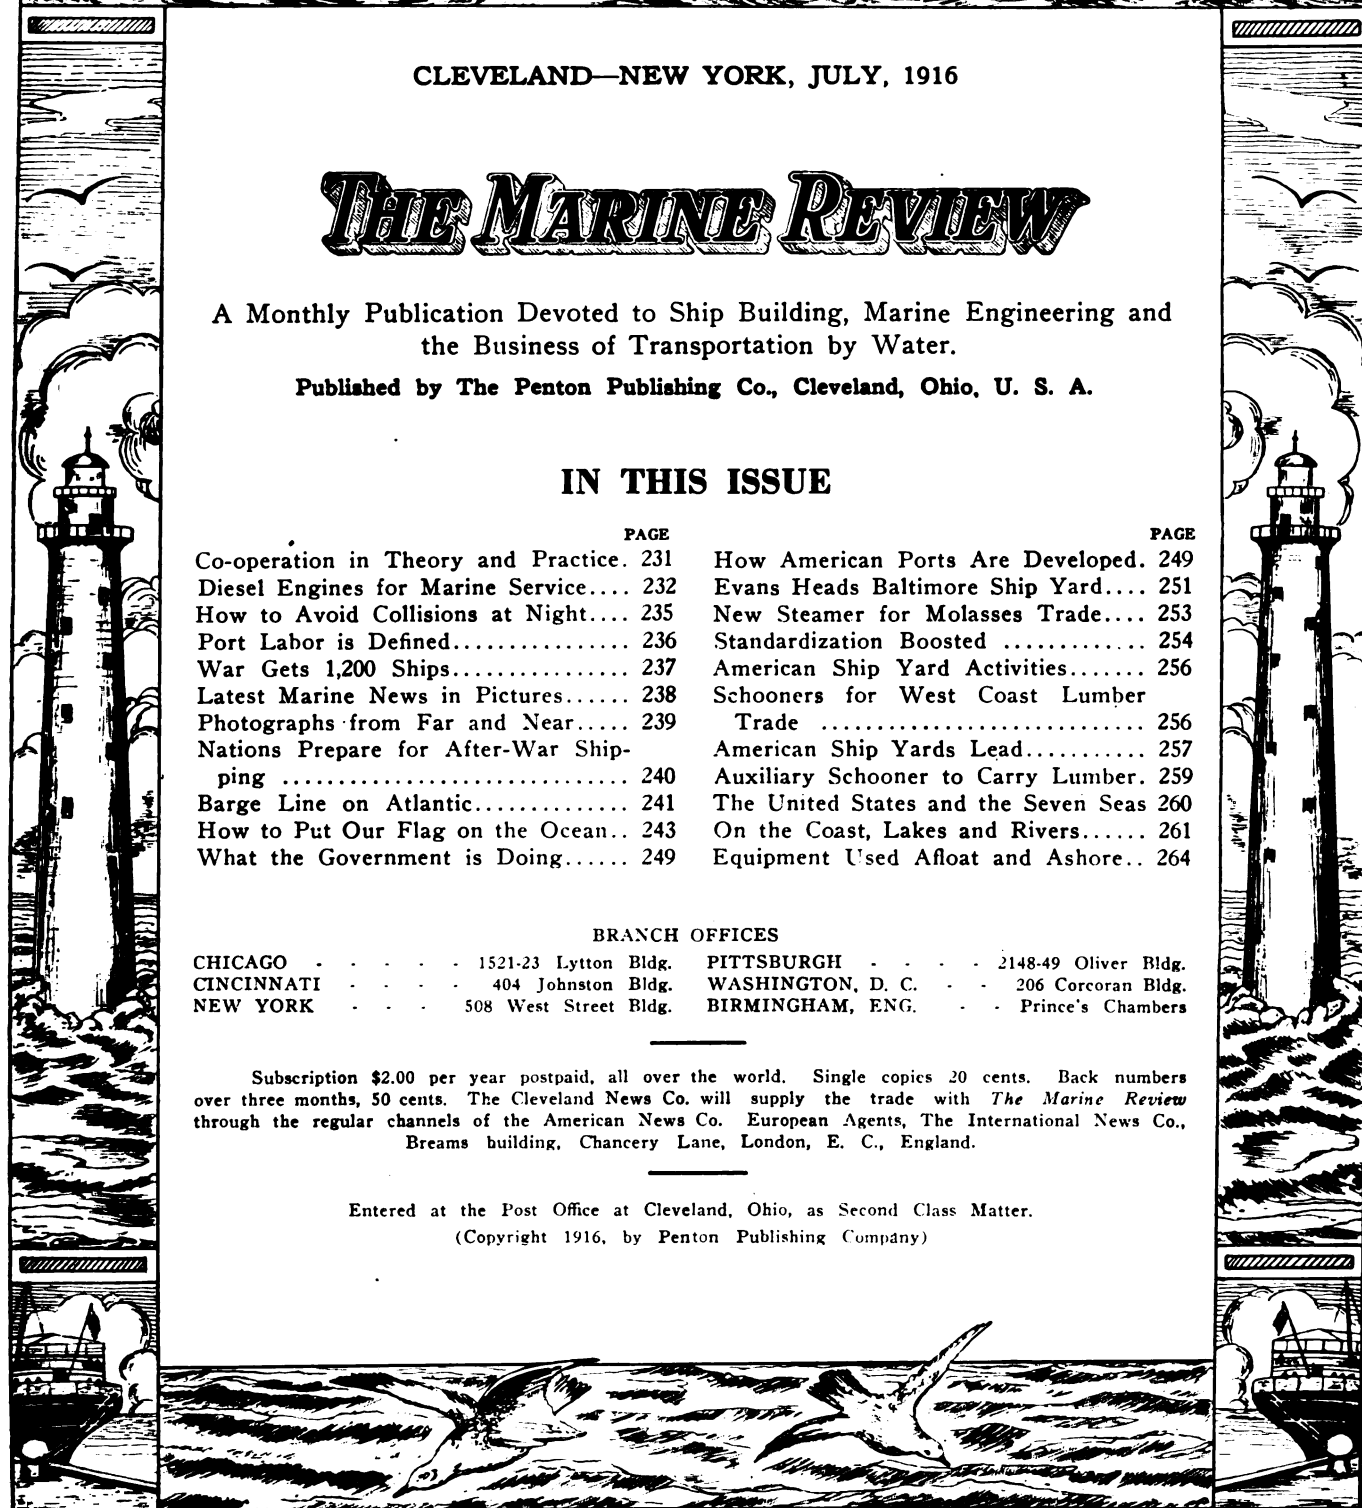 CLEVELAND—NEW YORK, JULY, 1916
THE MARINE REVIEW
A Monthly Publication Devoted to Ship Building, Marine Engineering and
the Business of Transportation by Water.
Published by The Penton Publishing Co., Cleveland, Ohio, U. S. A.
IN THIS ISSUE
PAGE
Co-operation in Theory and Practice. 231
Diesel Engines for Marine Service.... 232
How to Avoid Collisions at Night.... 235
Port Labor is Defined................ 236
War Gets 1,200 Ships................ 237
Latest Marine News in Pictures...... 238
Photographs from Far and Near..... 239
Nations Prepare for After-War Ship-
ping ............................... 240
Barge Line on Atlantic.............. 241
How to Put Our Flag on the Ocean.. 243
What the Government is Doing...... 249
PAGE
How American Ports Are Developed. 249
Evans Heads Baltimore Ship Yard.... 251
New Steamer for Molasses Trade.... 253
Standardization Boosted ............. 254
American Ship Yard Activities....... 256
Schooners for West Coast Lumber
Trade ............................. 256
American Ship Yards Lead........... 257
Auxiliary Schooner to Carry Lumber. 259
The United States and the Seven Seas 260
On the Coast, Lakes and Rivers...... 261
Equipment Used Afloat and Ashore.. 264
BRANCH OFFICES
CHICAGO - - - - - 1521-23 Lytton Bldg.
CINCINNATI - - - - 404 Johnston Bldg.
NEW YORK - - - 508 West Street Bldg.
PITTSBURGH - - - - 2148-49 Oliver Bldg.
WASHINGTON, D. C. - - 206 Corcoran Bldg.
BIRMINGHAM, ENG. - - Prince's Chambers
Subscription $2.00 per year postpaid, all over the world. Single copies 20 cents. Back numbers
over three months, 50 cents. The Cleveland News Co. will supply the trade with The Marine Review
through the regular channels of the American News Co. European Agents, The International News Co.,
Breams building, Chancery Lane, London, E. C., England.
Entered at the Post Office at Cleveland, Ohio, as Second Class Matter.
(Copyright 1916, by Penton Publishing Company)